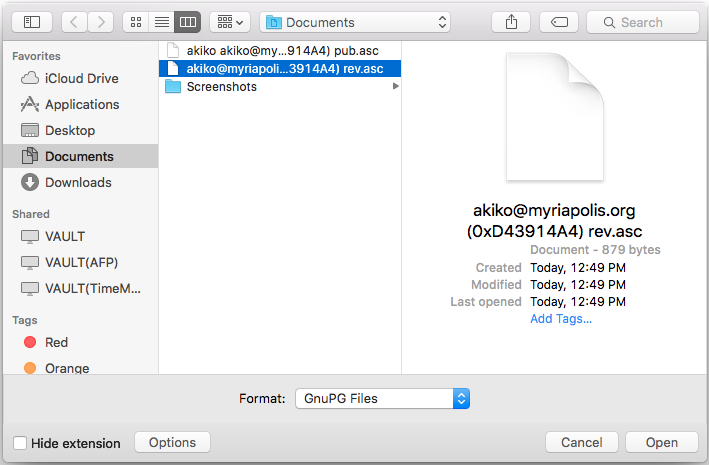 Documents
Search
Favorites
iCloud Drive
Applications
Desktop
Documents
Downloads
Shared
VAULT
VAULT(AFP)
VAULT(TimeM...
Tags
Red
Orange
akiko akiko@my...914A4) pub.asc
akiko@myriapoli...3914A4) rev.asc
Screenshots
akiko@myriapolis.org
(0xD43914A4) rev.asc
Document - 879 bytes
Created Today, 12:49 PM
Modified Today, 12:49 PM
Last opened Today, 12:49 PM
Add Tags...
Format: GnuPG Files
Hide extension Options Cancel Open